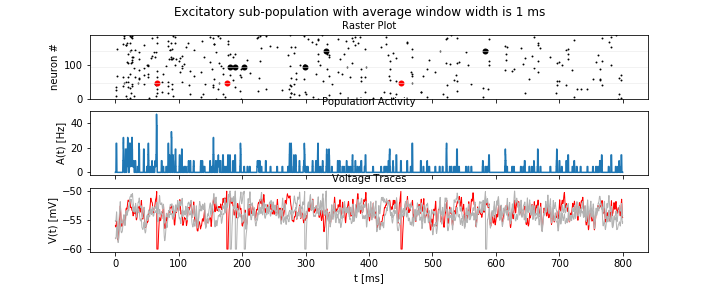 Excitatory sub-population with average window width is 1 ms
Raster Plot
neuron #
100
0
Population Activity
A(t) [Hz]
40
20
0
Voltage Traces
V(t) [mV]
−50
−55
−60
0 100 200 300 400 500 600 700 800
t [ms]